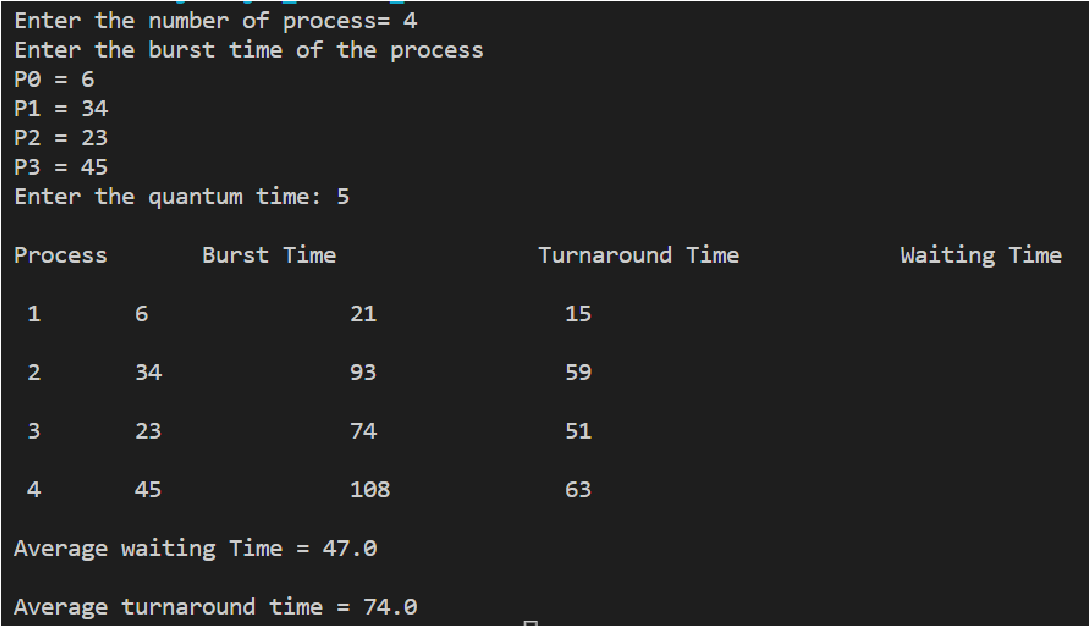 Enter the number of process= 4
Enter the burst time of the process
P0 = 6
P1 = 34
P2 = 23
P3 = 45
Enter the quantum time: 5
Process Burst Time Turnaround Time Waiting Time
1 6 21 15
2 34 93 59
3 23 74 51
4 45 108 63
Average waiting Time = 47.0
Average turnaround time = 74.0